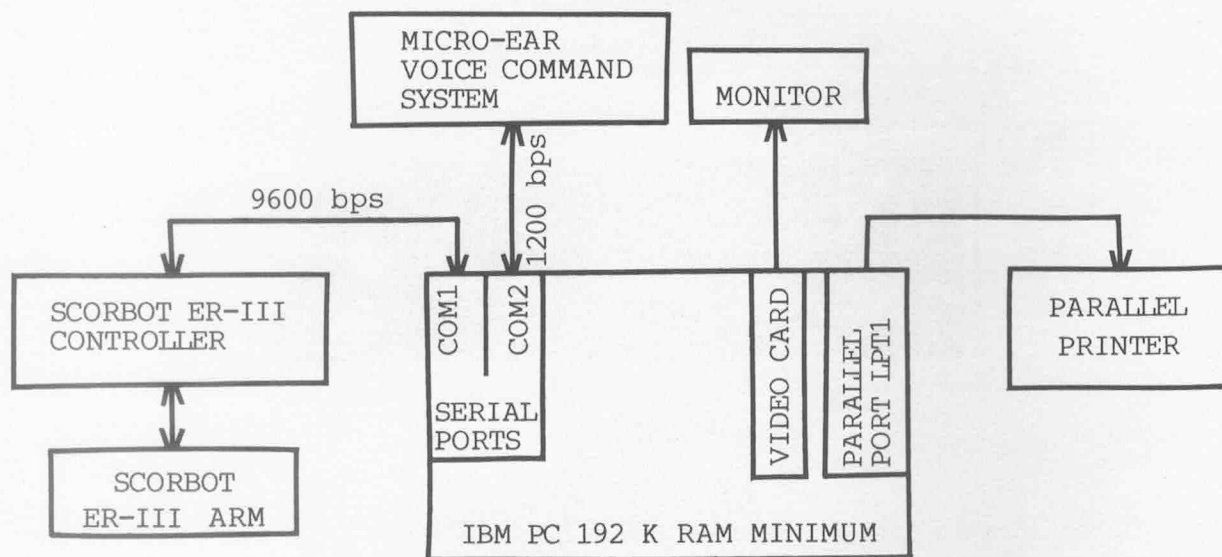 MICRO-EAR
VOICE COMMAND
SYSTEM
MONITOR
9600 bps
1200 bps
SCORBOT ER-III
CONTROLLER
COM1
COM2
SERIAL
PORTS
VIDEO CARD
PARALLEL
PORT LPT1
PARALLEL
PRINTER
SCORBOT
ER-III ARM
IBM PC 192 K RAM MINIMUM